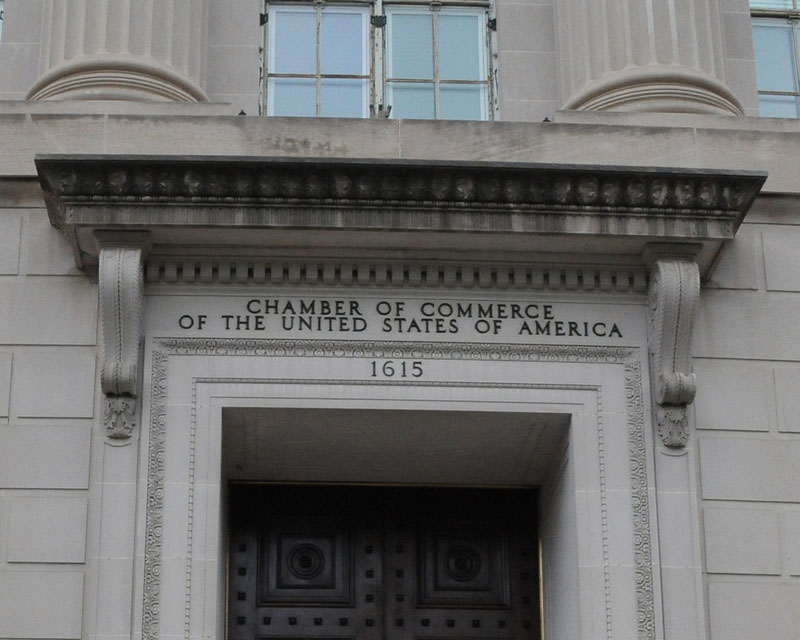 CHAMBER OF COMMERCE
OF THE UNITED STATES OF AMERICA
1615